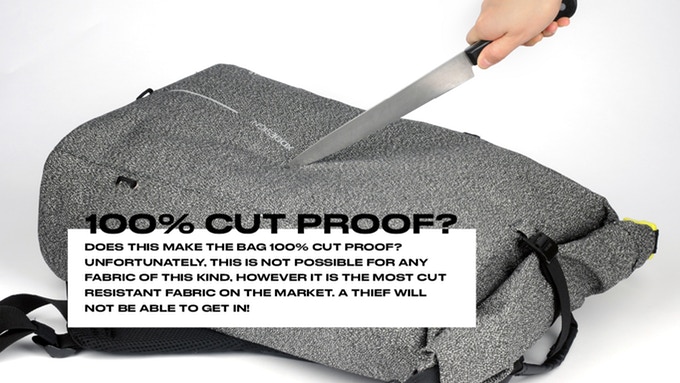 100% CUT PROOF?
DOES THIS MAKE THE BAG 100% CUT PROOF?
UNFORTUNATELY, THIS IS NOT POSSIBLE FOR ANY
FABRIC OF THIS KIND, HOWEVER IT IS THE MOST CUT
RESISTANT FABRIC ON THE MARKET. A THIEF WILL
NOT BE ABLE TO GET IN!